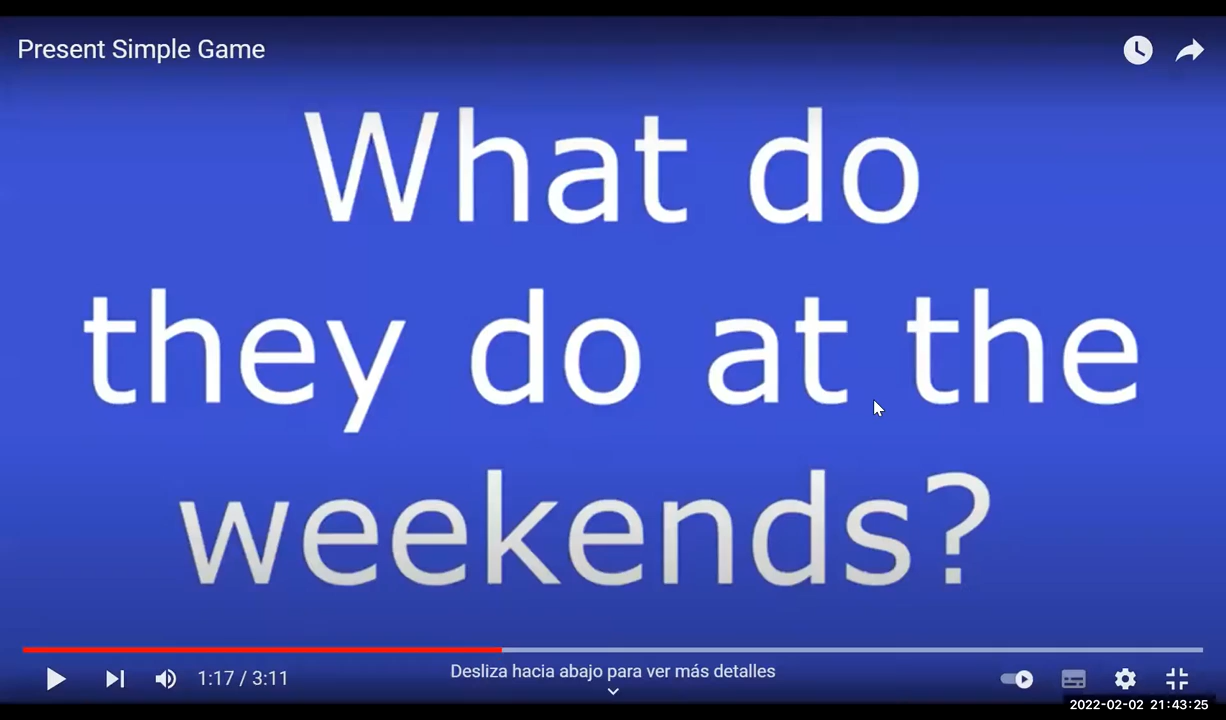 Present Simple Game
What do
they do at the
weekends?
1:17 / 3:11
Desliza hacia abajo para ver más detalles
2022-02-02 21:43:25